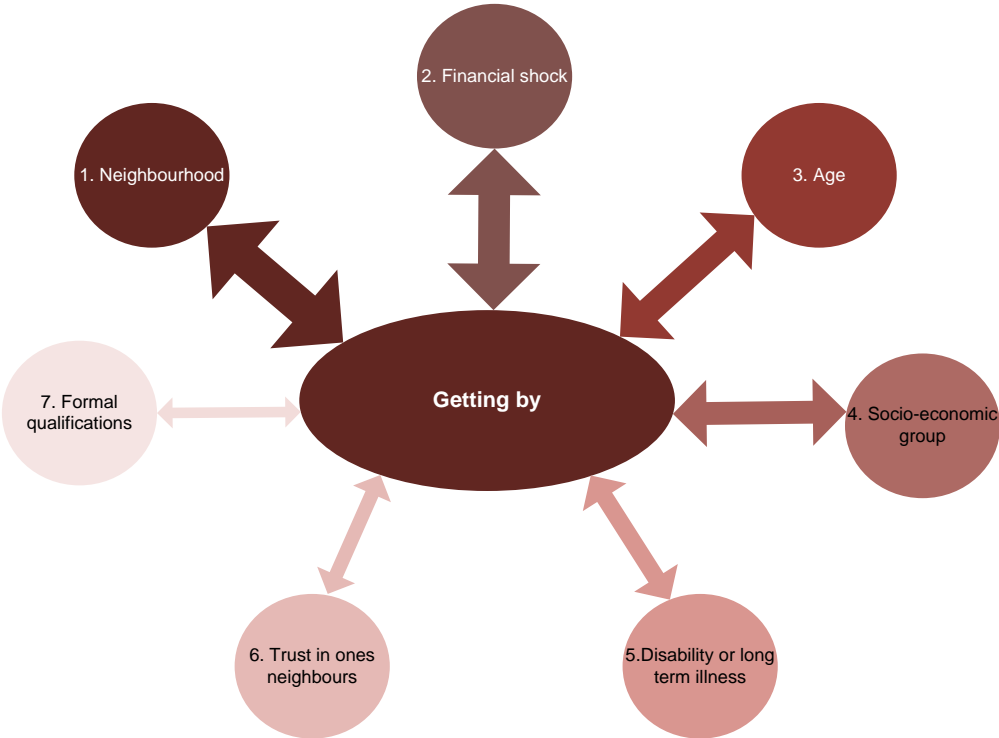 2. Financial shock
1. Neighbourhood
3. Age
Getting by
7. Formal
qualifications
4. Socio-economic
group
6. Trust in ones
neighbours
5.Disability or long
term illness